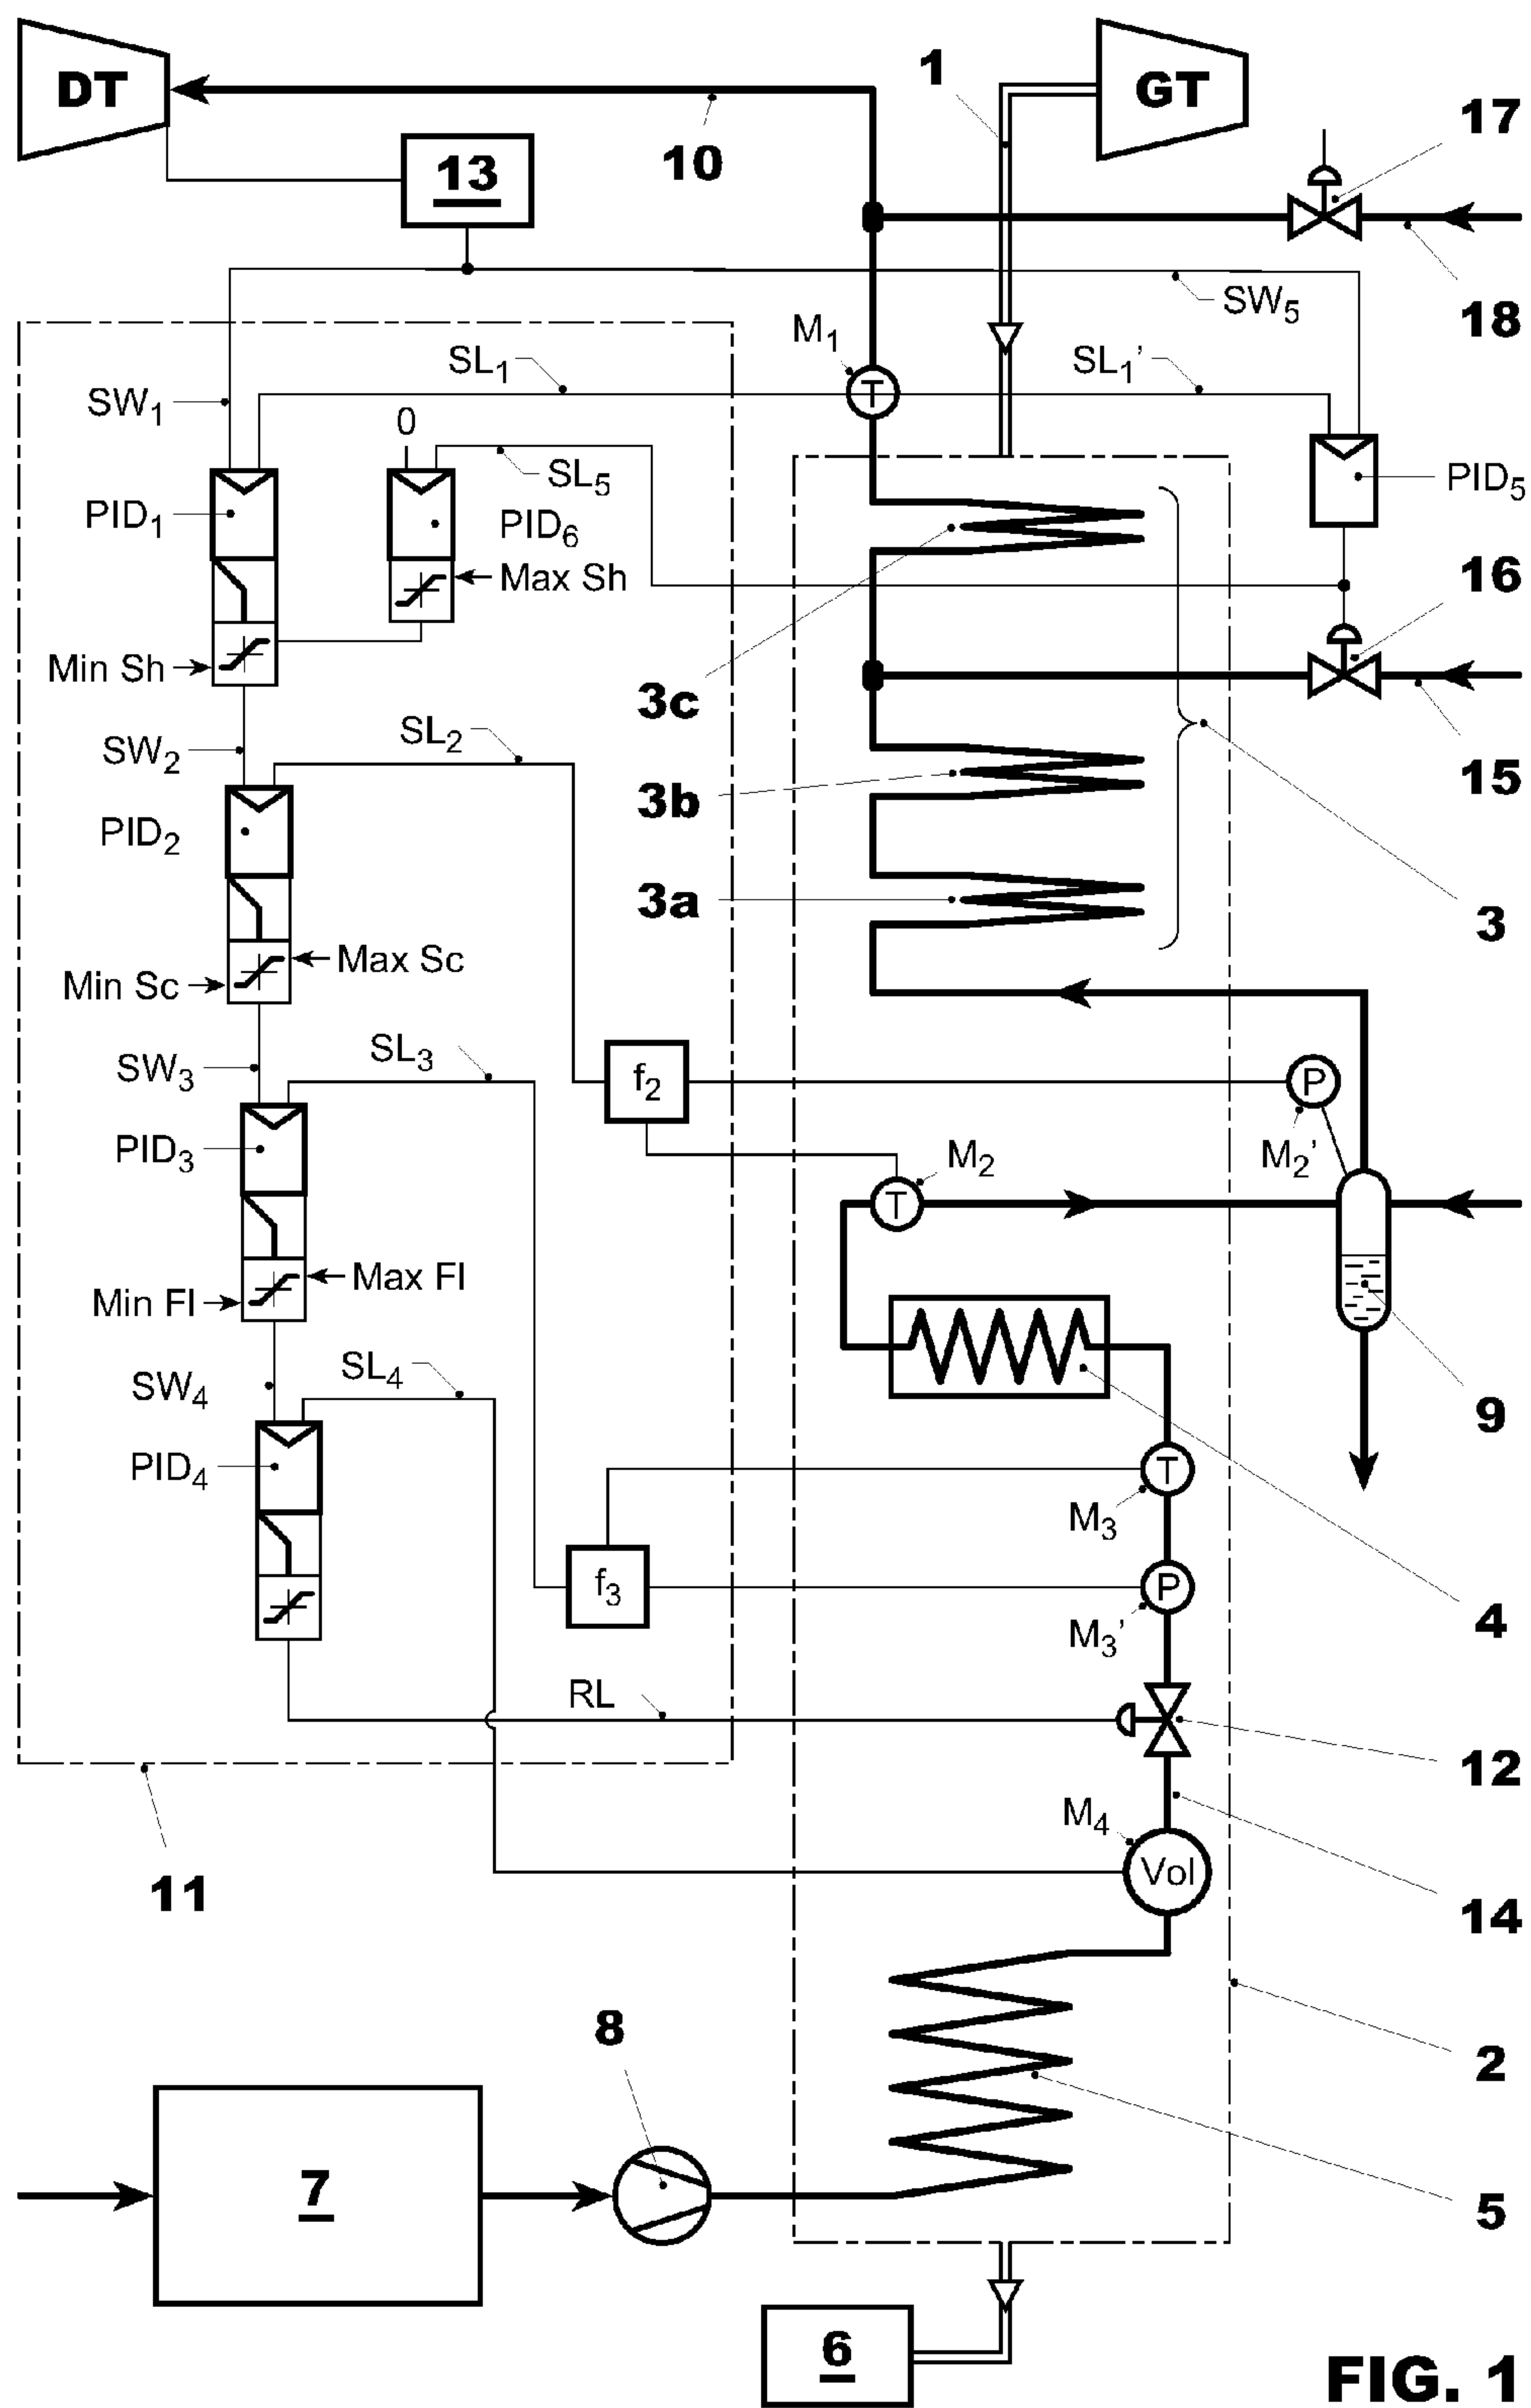 DT
GT
1
17
10
13
18
SW₅
M₁
SL₁
SL₁’
SW₁
0
SL₅
PID₁
PID₆
PID₅
Max Sh
16
Min Sh
3c
SW₂
SL₂
15
3b
PID₂
3a
3
Max Sc
Min Sc
SL₃
SW₃
f₂
P
PID₃
M₂
M₂’
T
Max Fl
Min Fl
SL₄
SW₄
9
PID₄
T
M₃
f₃
P
4
M₃’
RL
12
M₄
Vol
11
14
8
2
7
5
6
FIG. 1
T